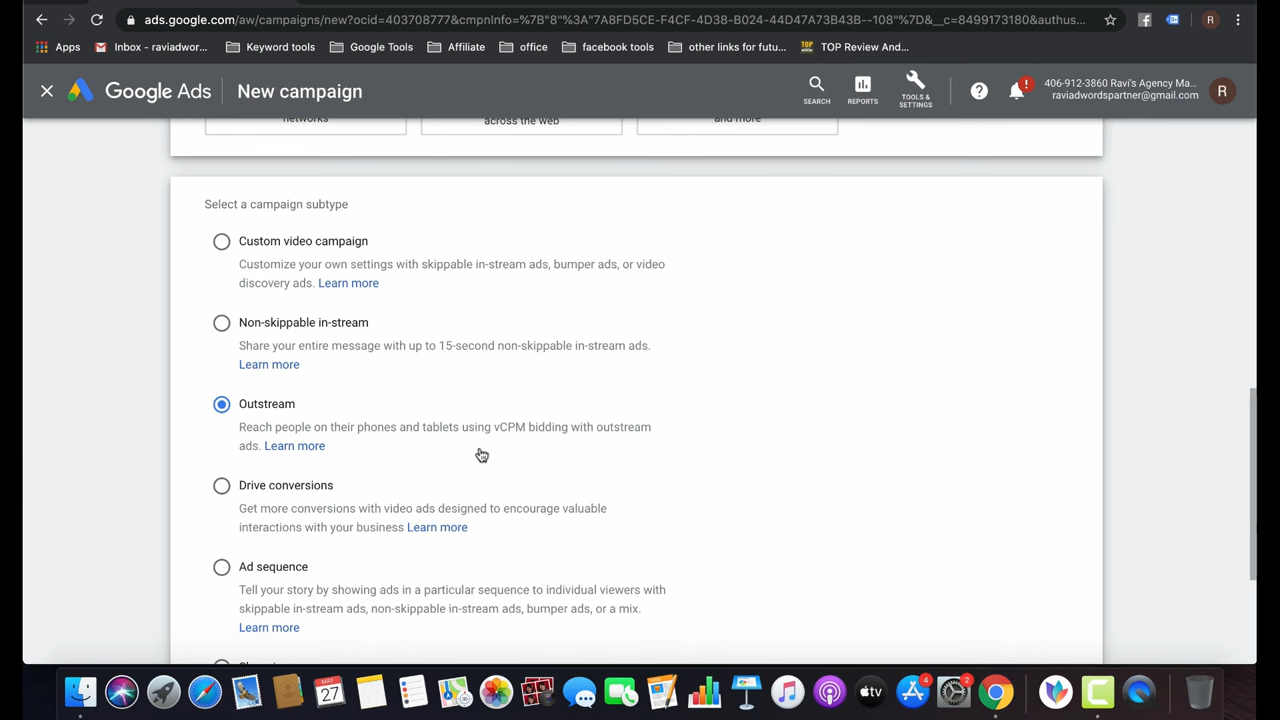 ads.google.com/aw/campaigns/new?ocid=403708777&cmpnInfo=%7B"8"%3A"7A8FD5CE-F4CF-4D38-B024-44D47A73B43B--108"%7D&__c=8499173180&authus...
R
Apps
Inbox - raviadwor...
Keyword tools
Google Tools
Affiliate
office
facebook tools
other links for futu...
TOP Review And...
Google Ads
New campaign
SEARCH
REPORTS
TOOLS &
SETTINGS
406-912-3860 Ravi's Agency Ma...
raviadwordspartner@gmail.com
R
networks
across the web
and more
Select a campaign subtype
Custom video campaign
Customize your own settings with skippable in-stream ads, bumper ads, or video
discovery ads. Learn more
Non-skippable in-stream
Share your entire message with up to 15-second non-skippable in-stream ads.
Learn more
Outstream
Reach people on their phones and tablets using vCPM bidding with outstream
ads. Learn more
Drive conversions
Get more conversions with video ads designed to encourage valuable
interactions with your business Learn more
Ad sequence
Tell your story by showing ads in a particular sequence to individual viewers with
skippable in-stream ads, non-skippable in-stream ads, bumper ads, or a mix.
Learn more
MAY
27
tv
4
2